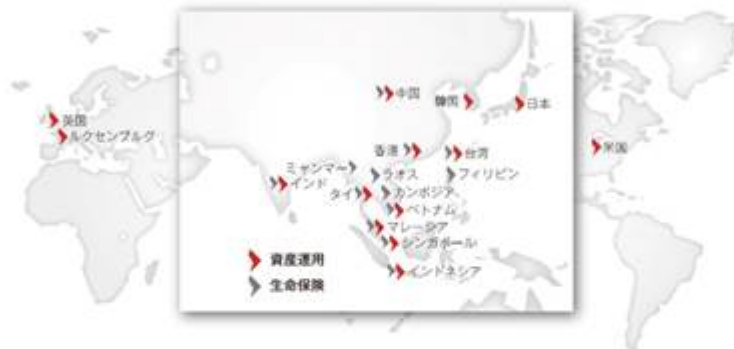 中国
韓国
日本
英国
ルクセンブルグ
香港
台湾
米国
ミャンマー
ラオス
フィリピン
インド
タイ
カンボジア
ベトナム
マレーシア
シンガポール
資産運用
インドネシア
生命保険